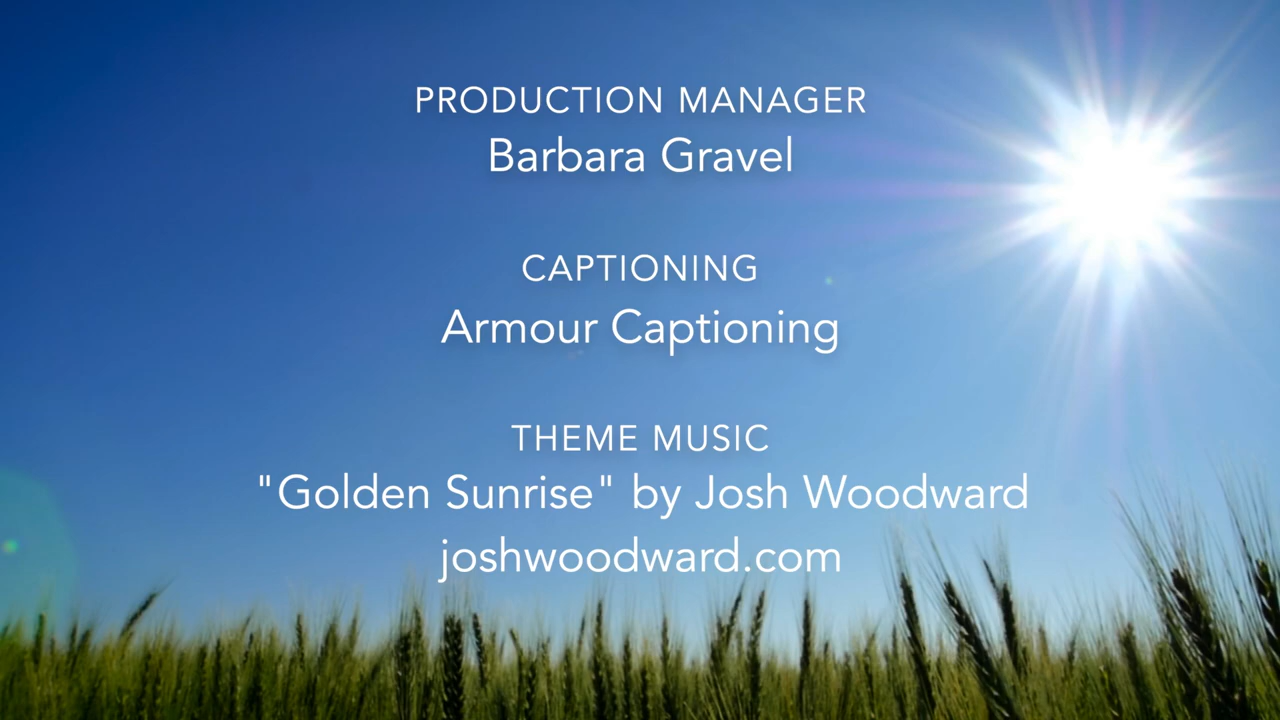 PRODUCTION MANAGER
Barbara Gravel
CAPTIONING
Armour Captioning
THEME MUSIC
"Golden Sunrise" by Josh Woodward
joshwoodward.com